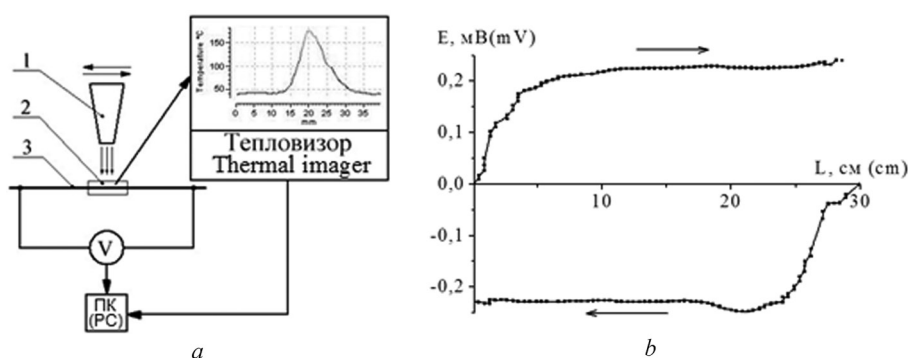 1
2
3
Temperature °C
150
100
50
0 5 10 15 20 25 30 35
mm
Тепловизор
Thermal imager
V
ПК
(PC)
a
E, мВ(mV)
0,2
0,1
0,0
-0,1
-0,2
10
20
30
L, см (cm)
b